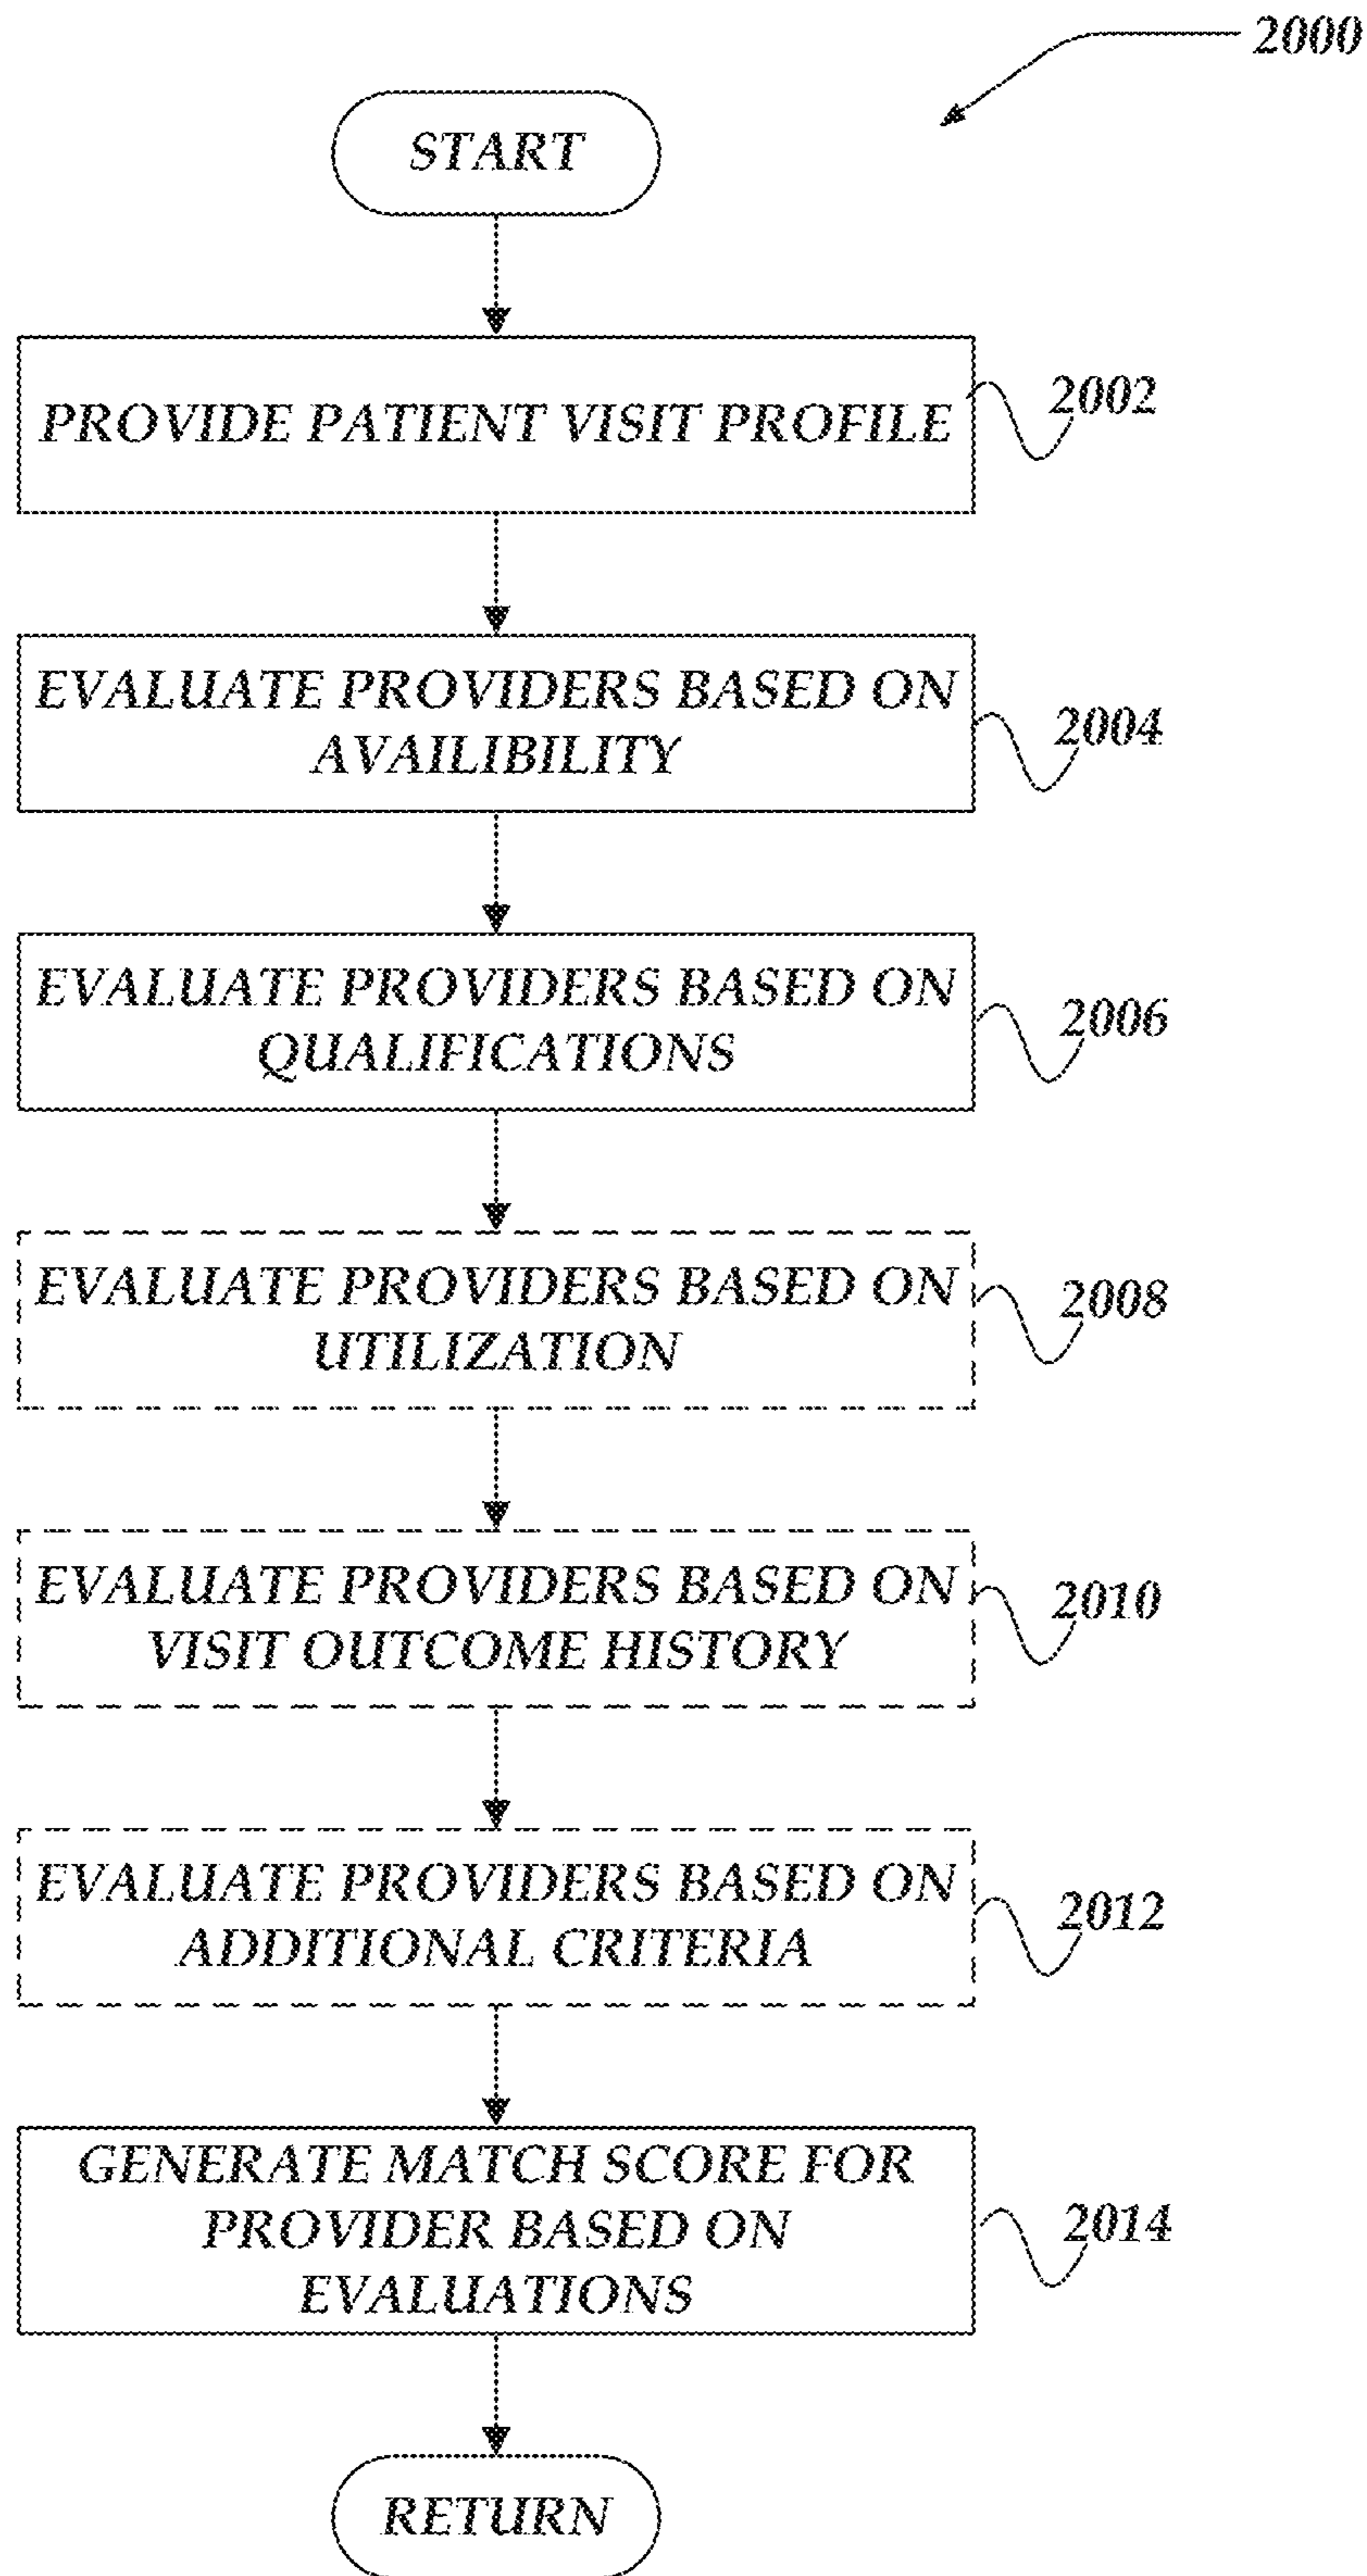 2000
START
PROVIDE PATIENT VISIT PROFILE
2002
EVALUATE PROVIDERS BASED ON
AVAILIBILITY
2004
EVALUATE PROVIDERS BASED ON
QUALIFICATIONS
2006
EVALUATE PROVIDERS BASED ON
UTILIZATION
2008
EVALUATE PROVIDERS BASED ON
VISIT OUTCOME HISTORY
2010
EVALUATE PROVIDERS BASED ON
ADDITIONAL CRITERIA
2012
GENERATE MATCH SCORE FOR
PROVIDER BASED ON
EVALUATIONS
2014
RETURN